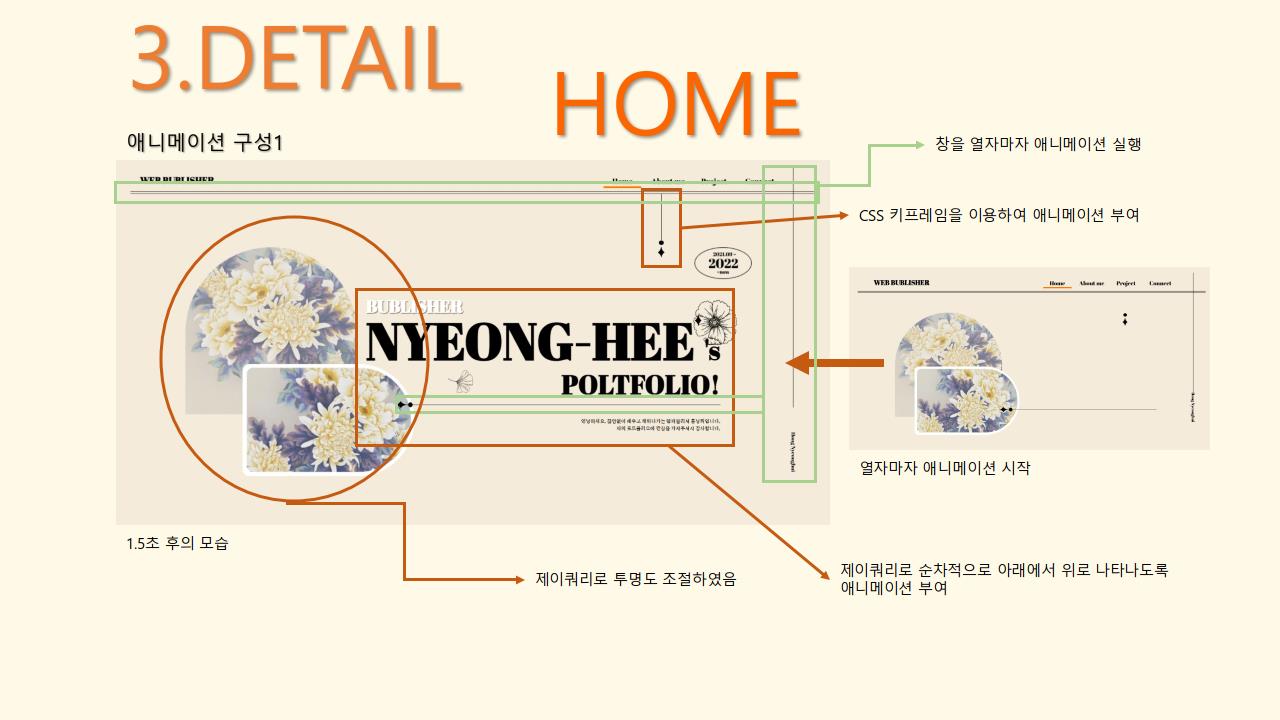 3.DETAIL
HOME
애니메이션 구성1
창을 열자마자 애니메이션 실행
WEB BUBLISHER
Home About me Project Connect
CSS 키프레임을 이용하여 애니메이션 부여
2021.09 ~
2022
~now
WEB BUBLISHER
Home About me Project Connect
BUBLISHER
NYEONG-HEE's
POLTFOLIO!
Hong Nyeonghui
Hong Nyeonghui
열자마자 애니메이션 시작
1.5초 후의 모습
제이쿼리로 투명도 조절하였음
제이쿼리로 순차적으로 아래에서 위로 나타나도록
애니메이션 부여